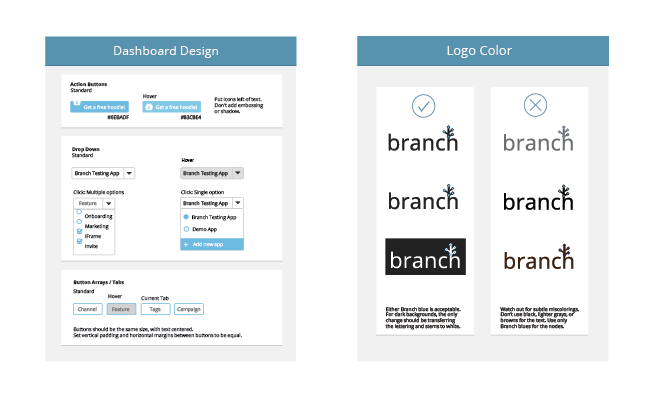 Dashboard Design
Action Buttons
Standard
Get a free hoodie!
#6EBADF
Hover
Get a free hoodie!
Put icons left of text.
Don't add embossing
or shadow.
Drop Down
Standard
Branch Testing App
Hover
Branch Testing App
Click: Multiple options
Feature
Onboarding
Marketing
iFrame
Invite
Click: Single option
Branch Testing App
Branch Testing App
Demo App
+ Add new app
Button Arrays / Tabs
Standard
Channel
Hover
Feature
Current Tab
Tags
Campaign
Buttons should be the same size, with text centered.
Set vertical padding and horizontal margins between buttons to be equal.
Logo Color
branch
branch
branch
Either Branch blue is acceptable.
For dark backgrounds, the only
change should be transferring
the lettering and stems to white.
branch
branch
branch
Watch out for subtle miscolorings.
Don't use black, lighter grays, or
browns for the text. Use only
Branch blues for the nodes.